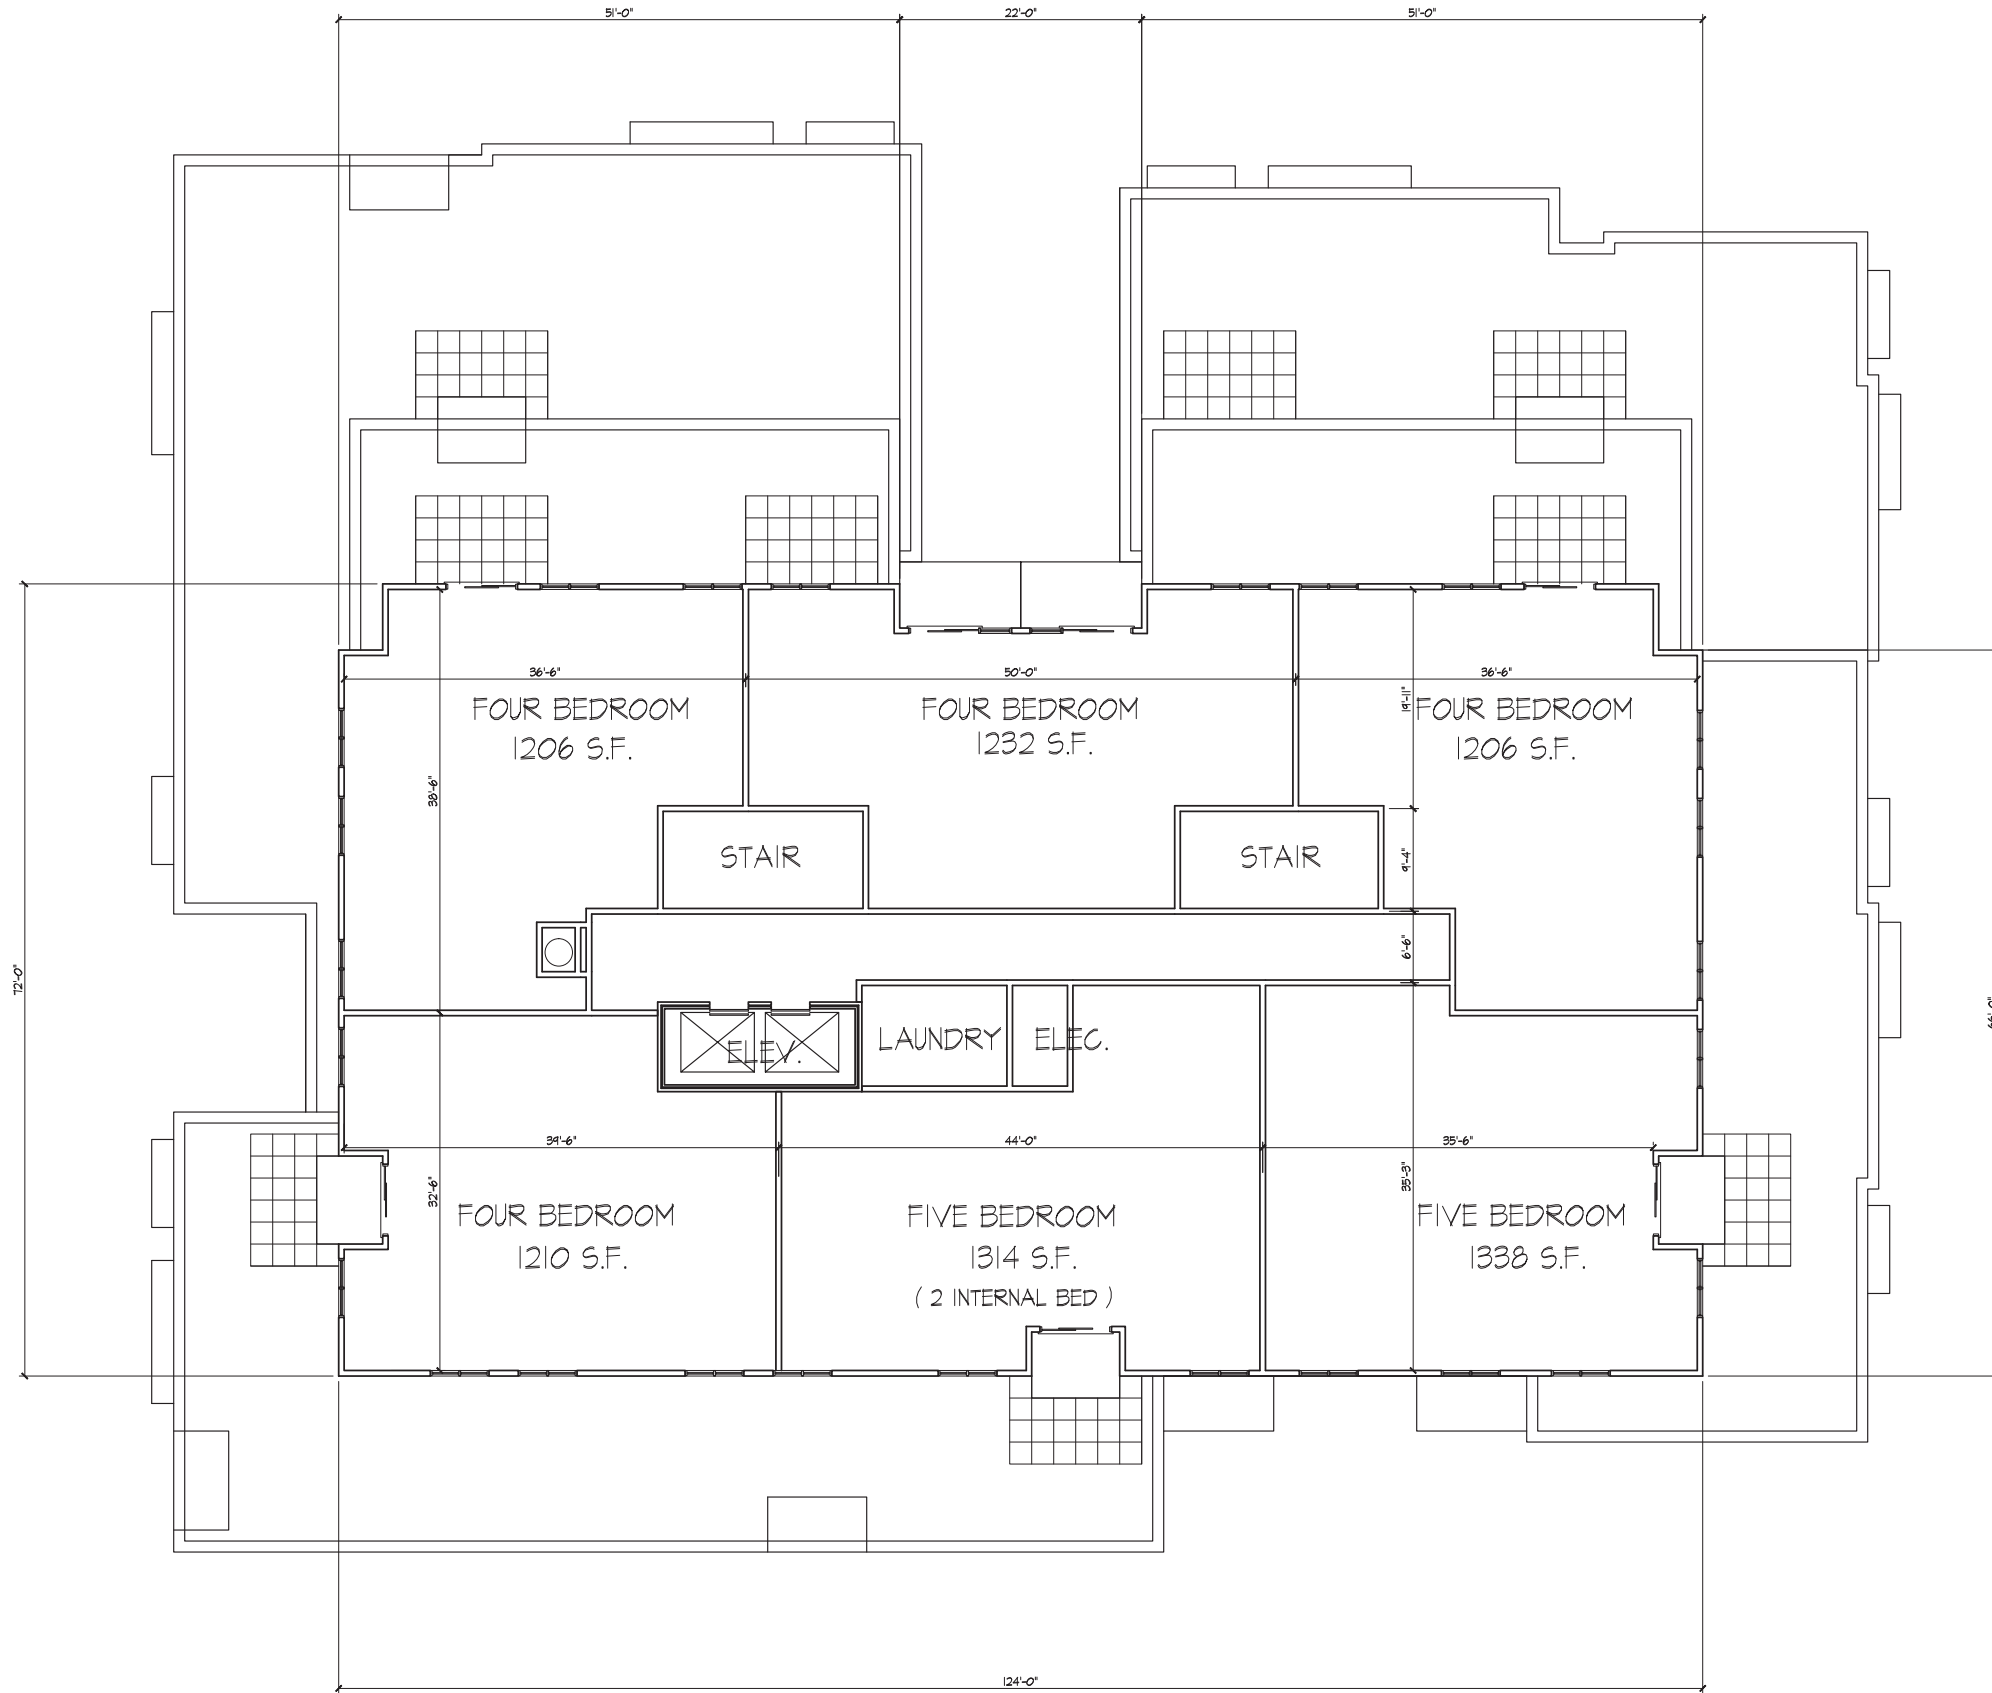 51'-0"
22'-0"
51'-0"
36'-6"
50'-0"
36'-6"
19'-11"
FOUR BEDROOM
1206 S.F.
FOUR BEDROOM
1232 S.F.
FOUR BEDROOM
1206 S.F.
38'-6"
STAIR
STAIR
9'-4"
6'-6"
72'-0"
66'-0"
ELEV.
LAUNDRY
ELEC.
39'-6"
44'-0"
35'-6"
32'-6"
35'-3"
FOUR BEDROOM
1210 S.F.
FIVE BEDROOM
1314 S.F.
( 2 INTERNAL BED )
FIVE BEDROOM
1338 S.F.
124'-0"